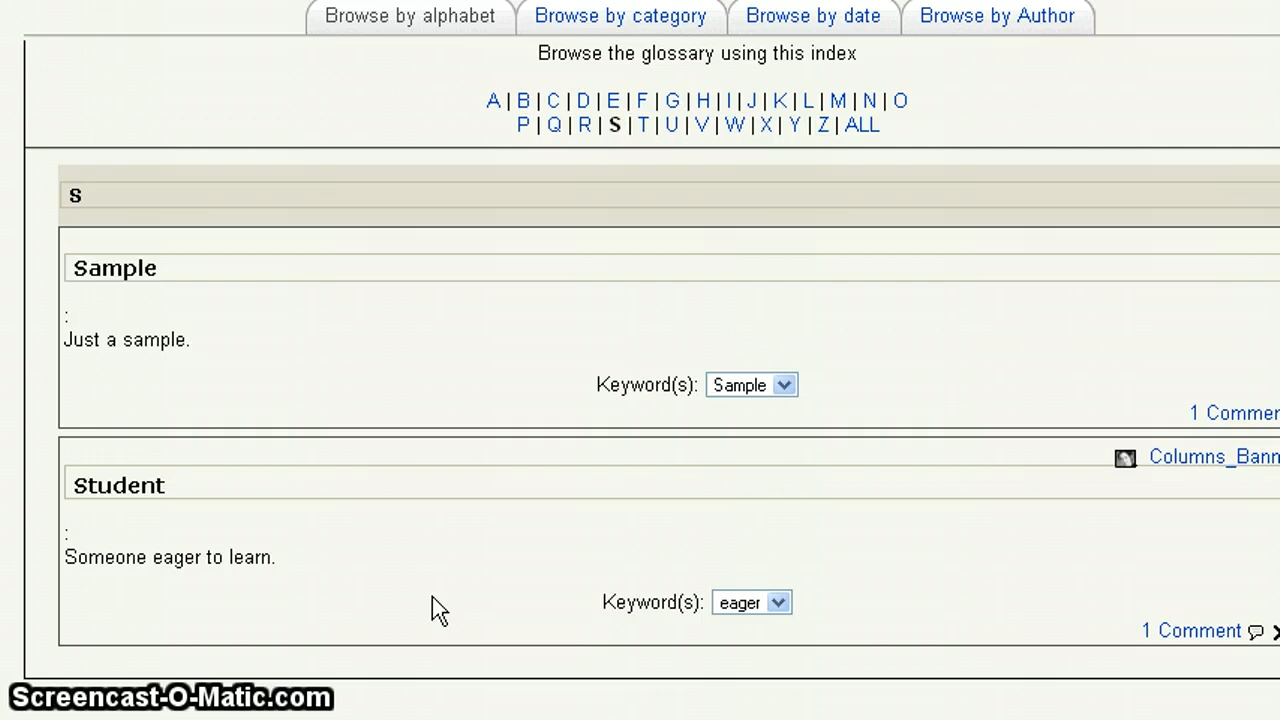 Browse by alphabet Browse by category Browse by date Browse by Author
Browse the glossary using this index
A | B | C | D | E | F | G | H | I | J | K | L | M | N | O
P | Q | R | S | T | U | V | W | X | Y | Z | ALL
S
Sample
:
Just a sample.
Keyword(s): Sample
1 Commen
Columns_Bann
Student
:
Someone eager to learn.
Keyword(s): eager
1 Comment
Screencast-O-Matic.com